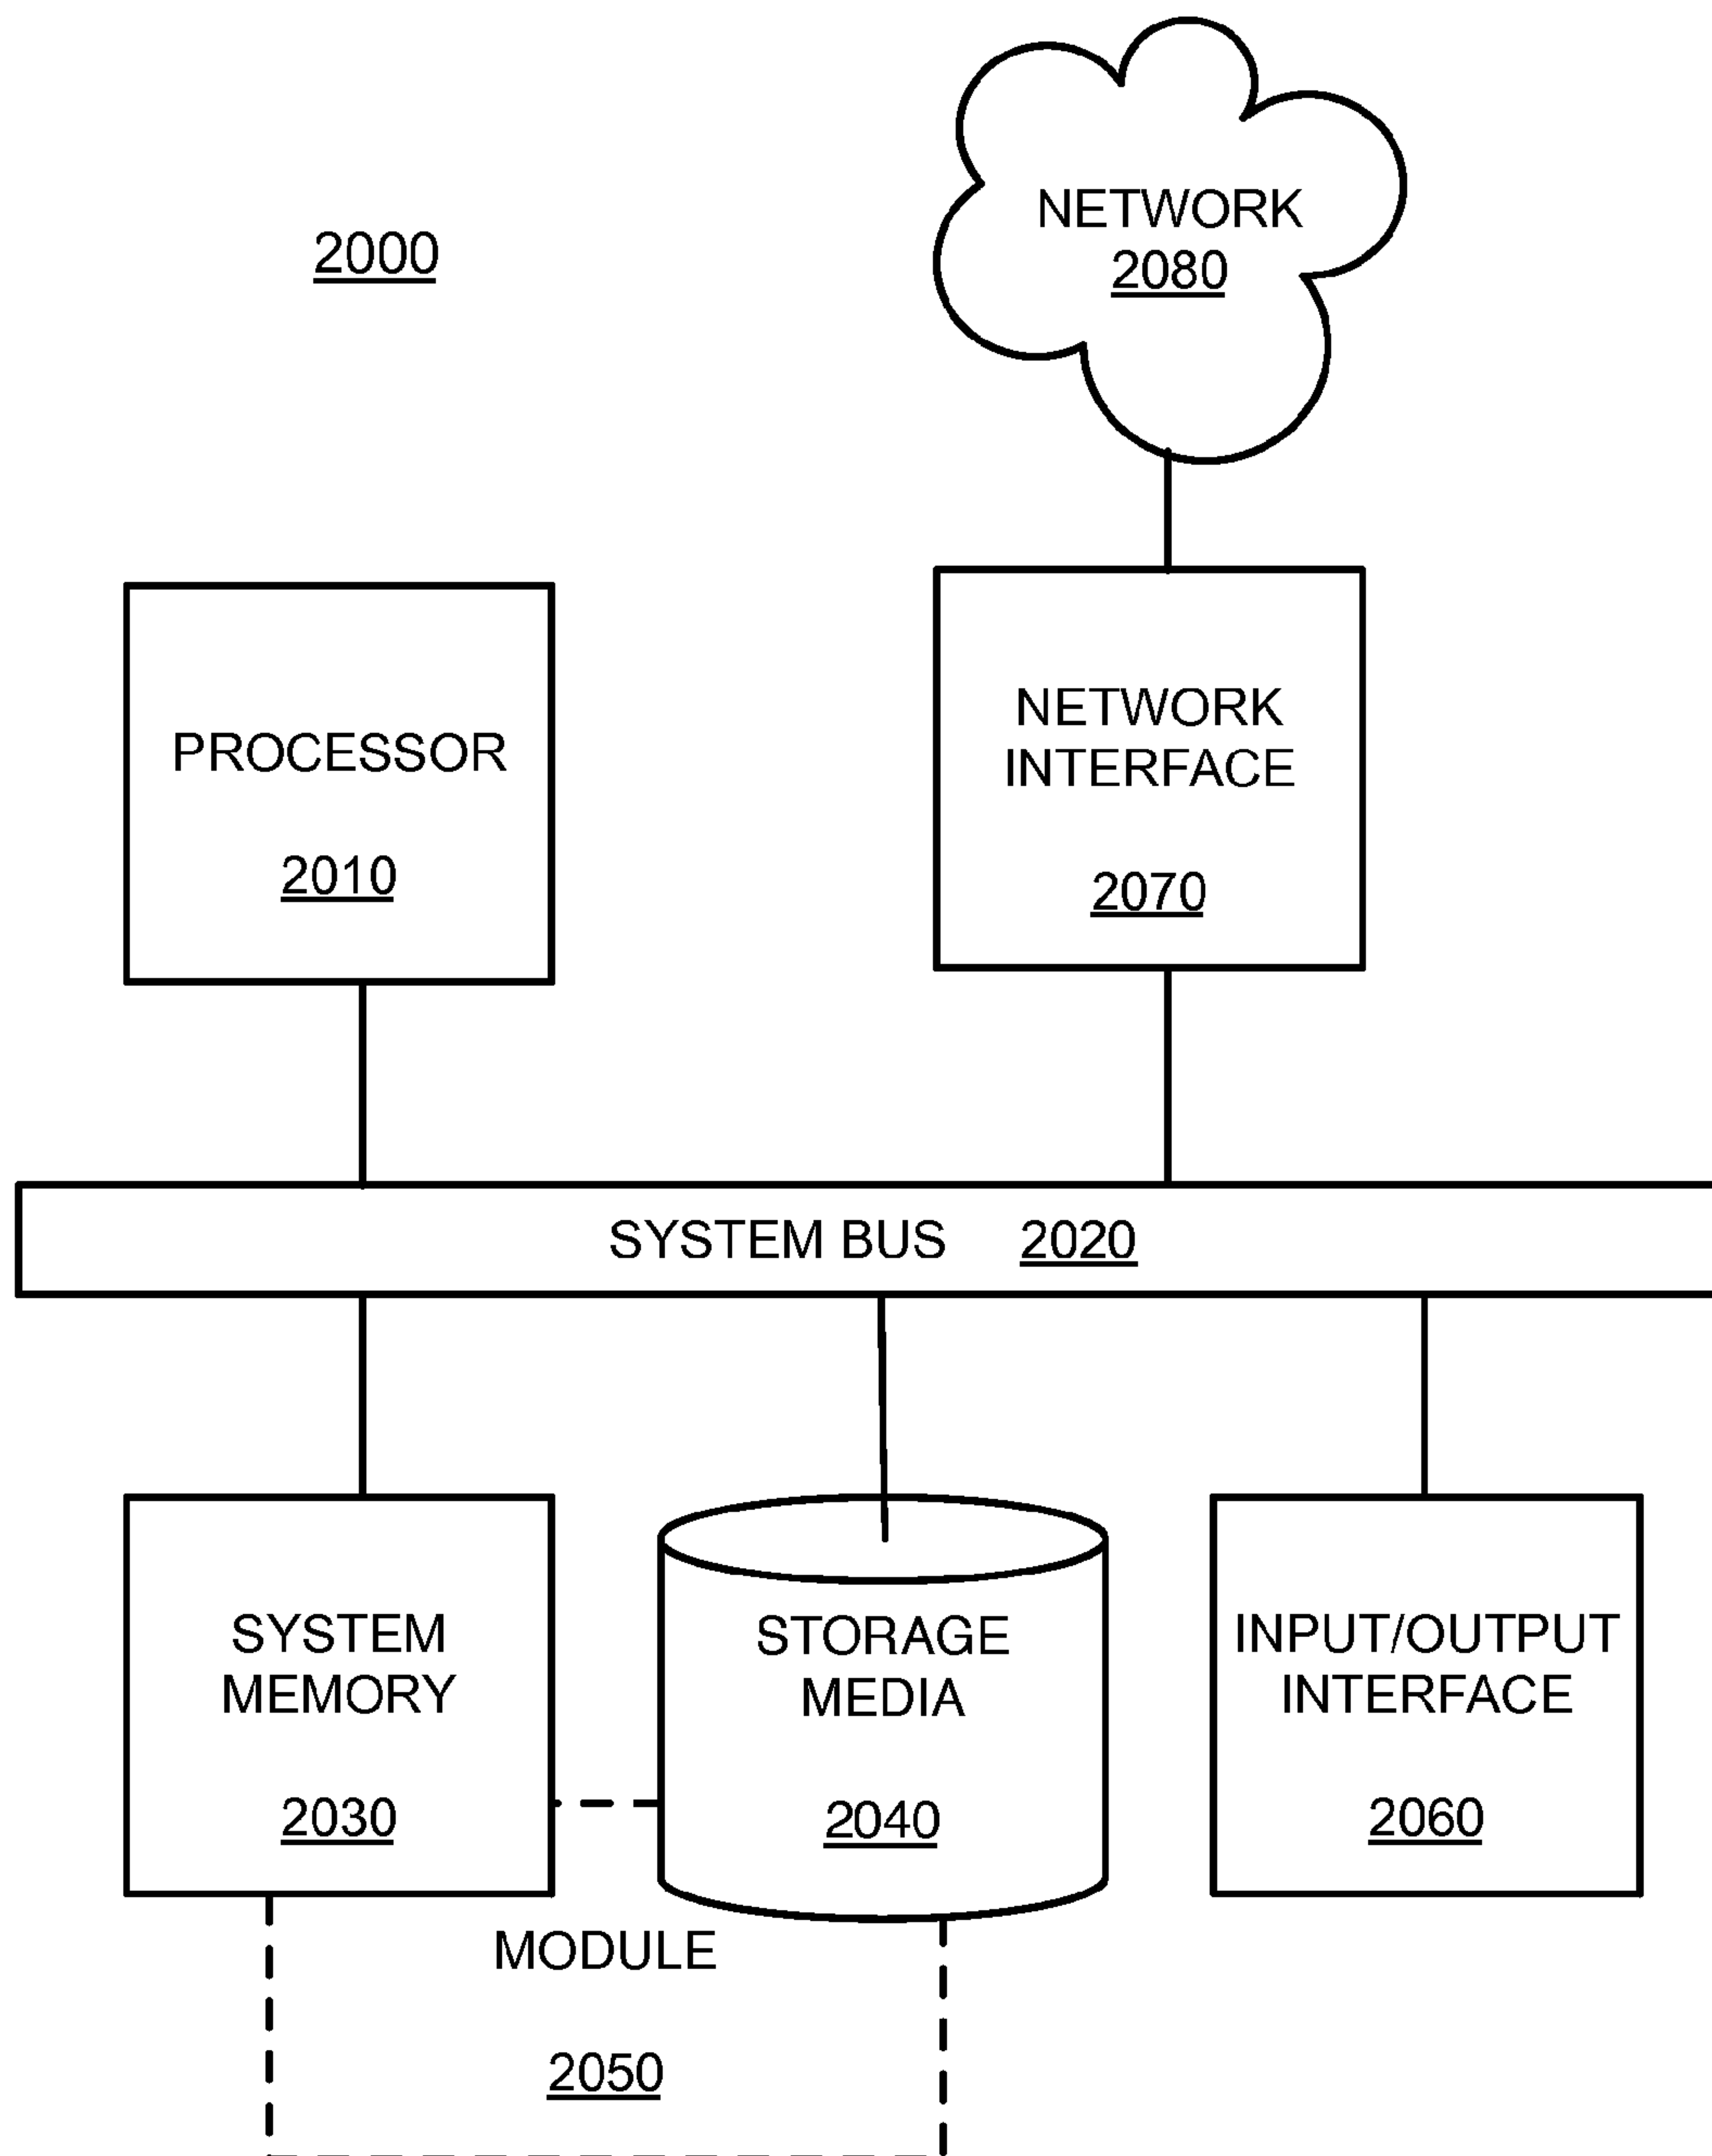 NETWORK
2080
2000
PROCESSOR
2010
NETWORK
INTERFACE
2070
SYSTEM BUS 2020
SYSTEM
MEMORY
2030
STORAGE
MEDIA
2040
INPUT/OUTPUT
INTERFACE
2060
MODULE
2050